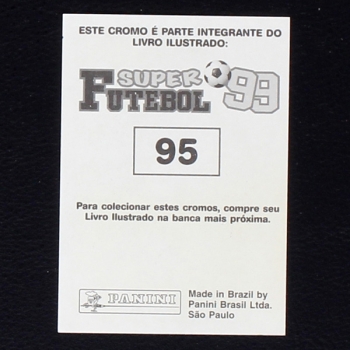 ESTE CROMO É PARTE INTEGRANTE DO
LIVRO ILUSTRADO:
SUPER
FUTEBOL 99
95
Para colecionar estes cromos, compre seu
Livro Ilustrado na banca mais próxima.
PANINI
Made in Brazil by
Panini Brasil Ltda.
São Paulo